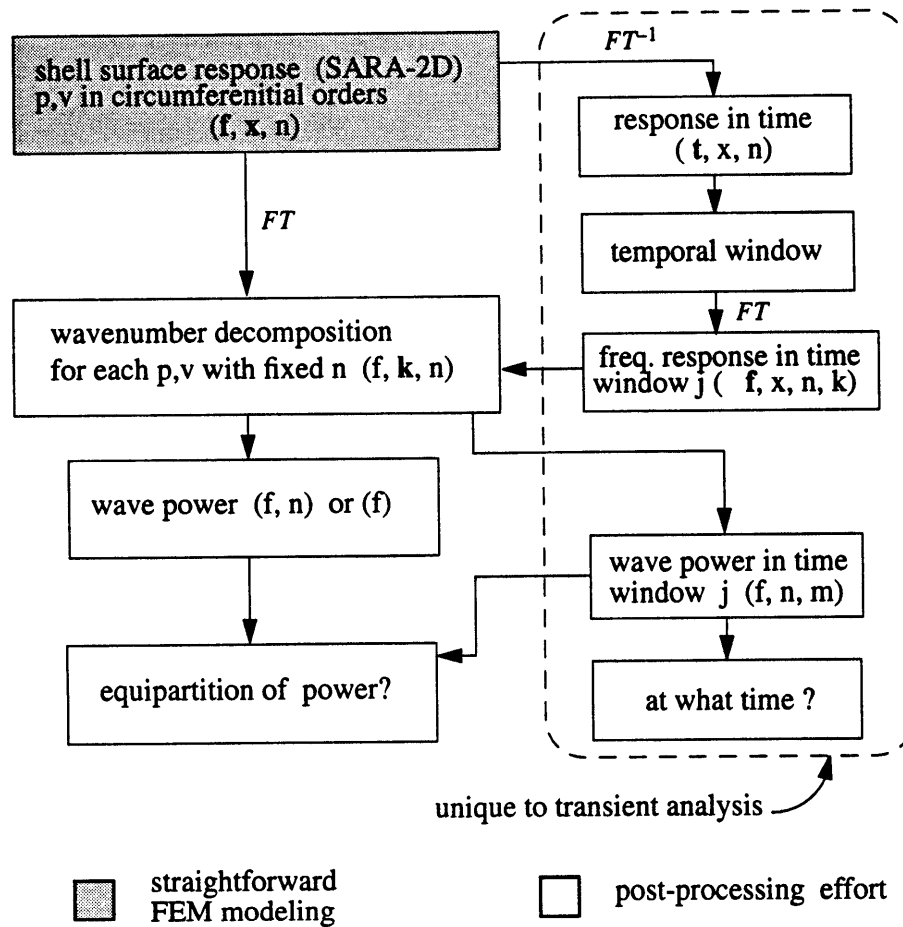 shell surface response (SARA-2D)
p,v in circumferenitial orders
(f, x, n)
FT⁻¹
response in time
( t, x, n)
FT
temporal window
FT
wavenumber decomposition
for each p,v with fixed n (f, k, n)
freq. response in time
window j ( f, x, n, k)
wave power (f, n) or (f)
wave power in time
window j (f, n, m)
equipartition of power?
at what time ?
unique to transient analysis
straightforward
FEM modeling
post-processing effort